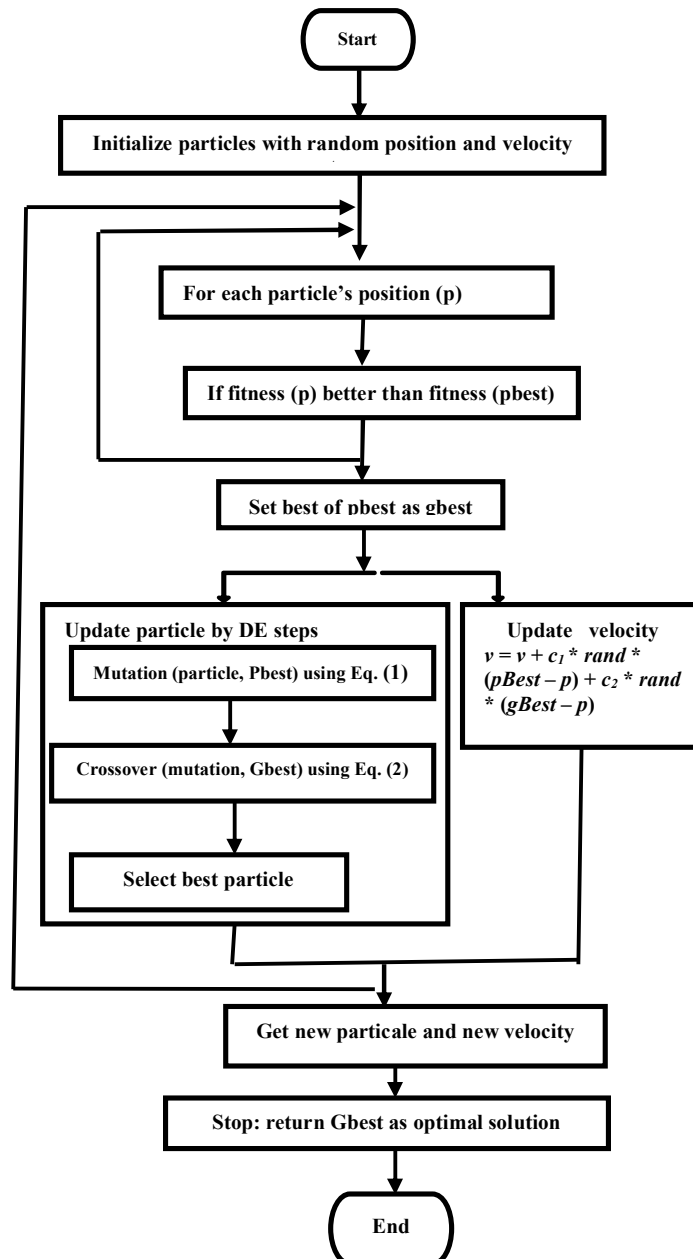 Start
Initialize particles with random position and velocity
For each particle's position (p)
If fitness (p) better than fitness (pbest)
Set best of pbest as gbest
Update particle by DE steps
Mutation (particle, Pbest) using Eq. (1)
Crossover (mutation, Gbest) using Eq. (2)
Select best particle
Update velocity
v = v + c₁ * rand *
(pBest – p) + c₂ * rand
* (gBest – p)
Get new particale and new velocity
Stop: return Gbest as optimal solution
End